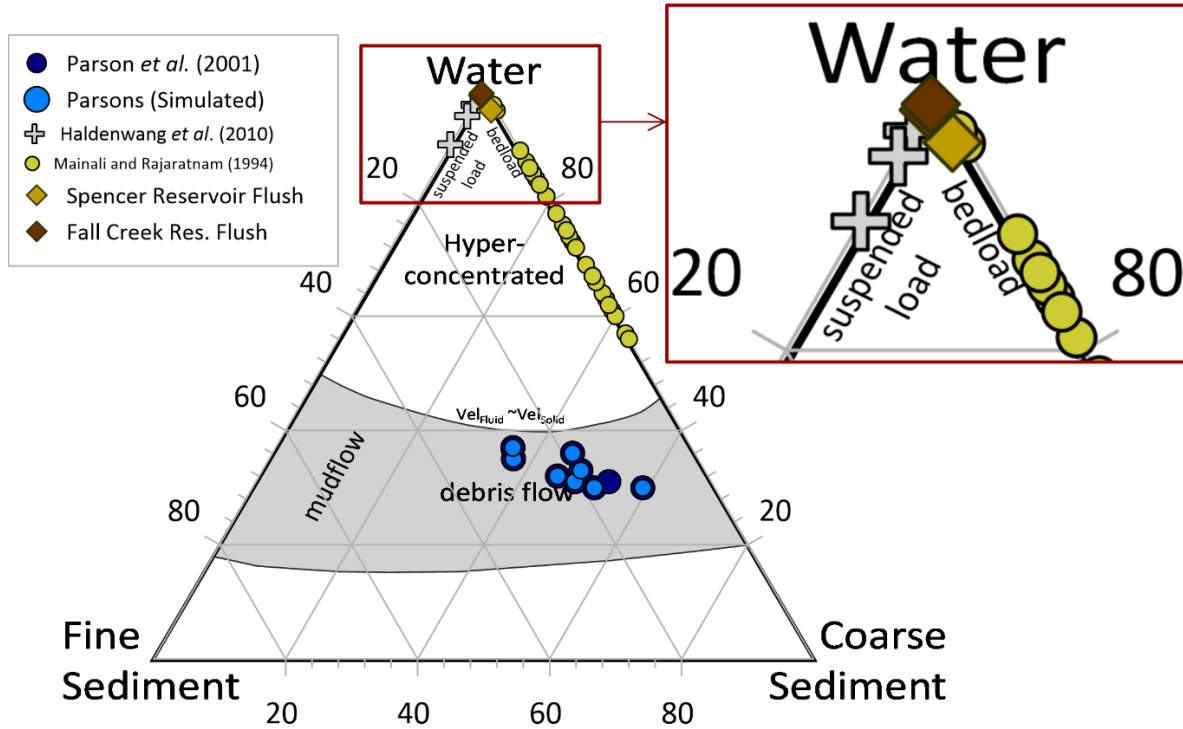 Parson et al. (2001)
Parsons (Simulated)
Haldenwang et al. (2010)
Mainali and Rajaratnam (1994)
Spencer Reservoir Flush
Fall Creek Res. Flush
Water
20
80
suspended
load
bedload
Hyper-
concentrated
40
60
60
40
VelFluid ~VelSolid
mudflow
debris flow
80
20
Fine
Sediment
Coarse
Sediment
20
40
60
80
Water
20
80
suspended
load
bedload